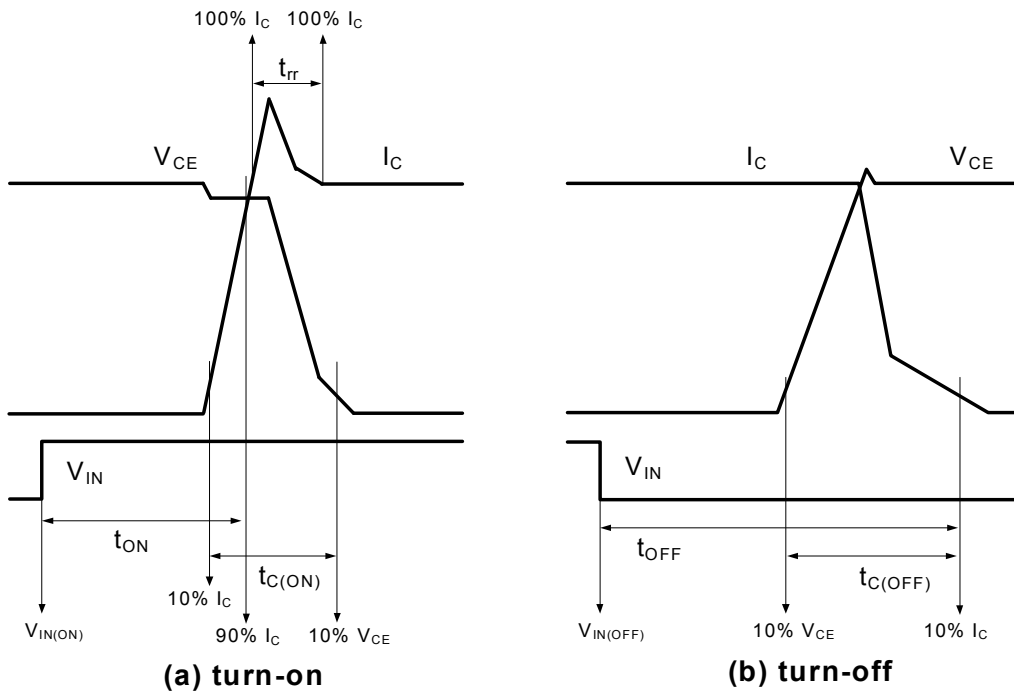 100% IC 100% IC
trr
VCE IC
IC VCE
VIN
VIN
tON
tOFF
tC(ON)
tC(OFF)
10% IC
VIN(ON)
90% IC 10% VCE
VIN(OFF)
10% VCE 10% IC
(a) turn-on
(b) turn-off